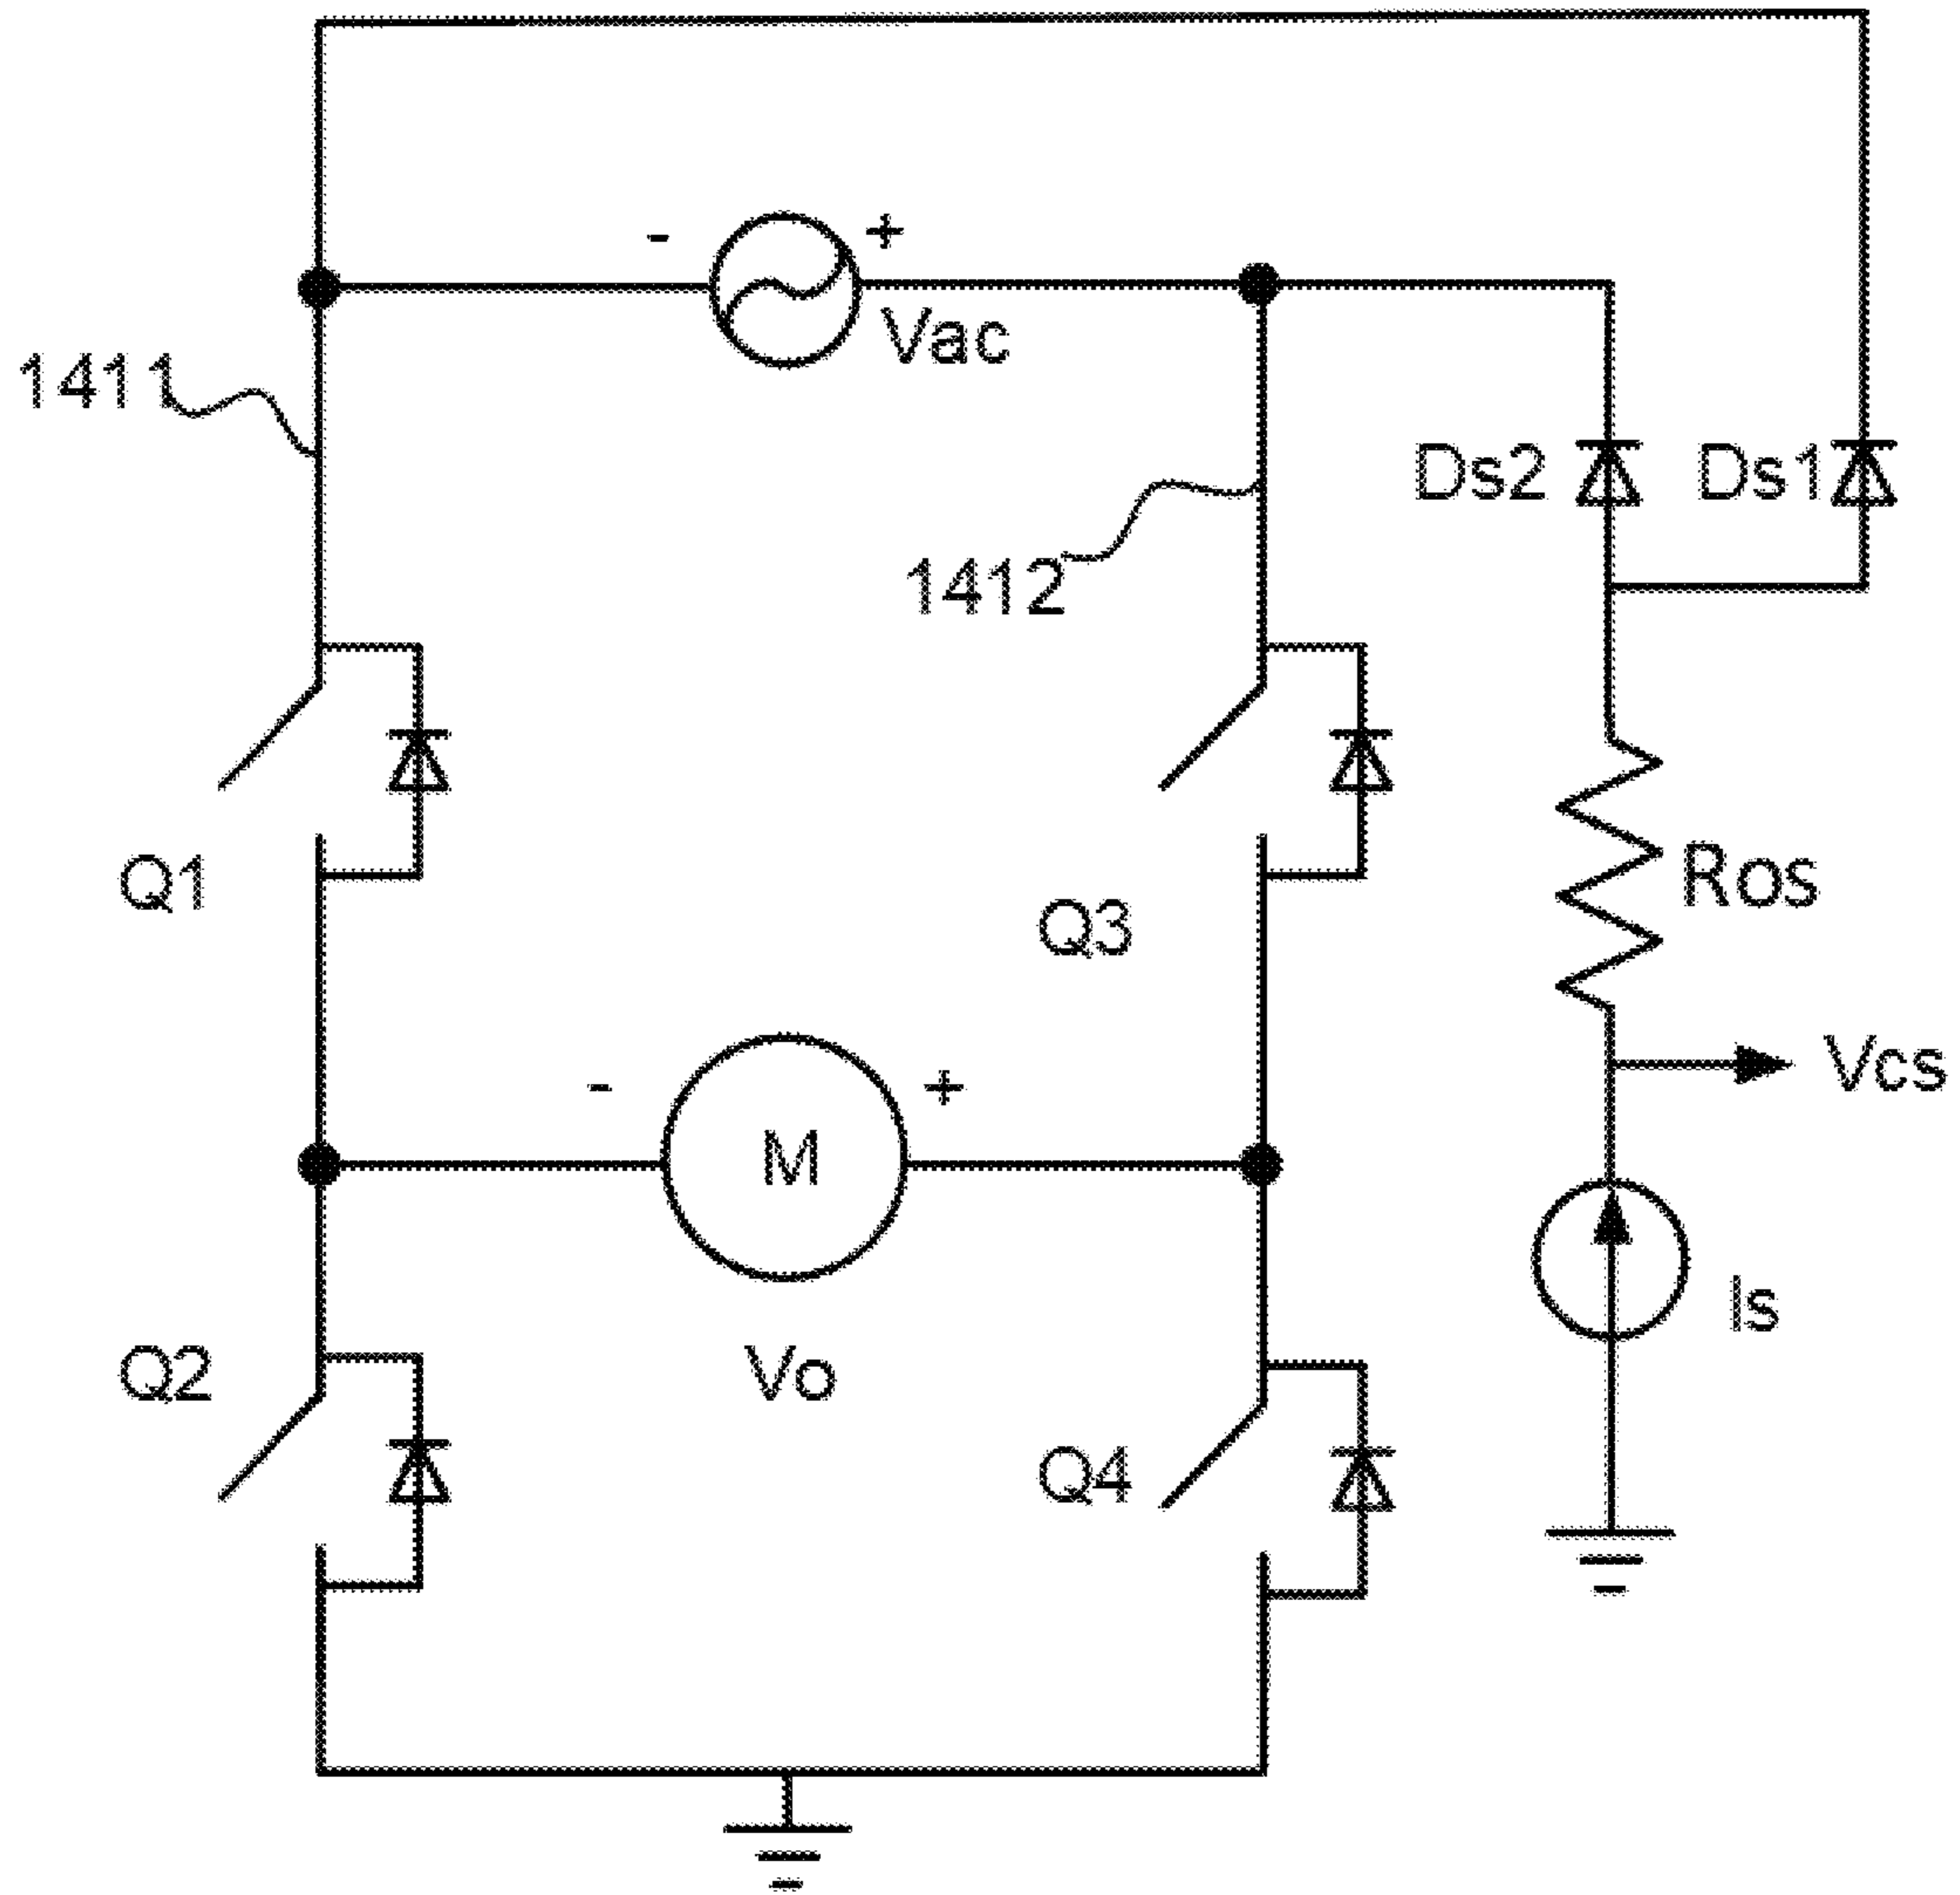 - +
Vac
1411
Ds2 Ds1
1412
Q1
Ros
Q3
Vcs
- +
M
Is
Q2
Vo
Q4